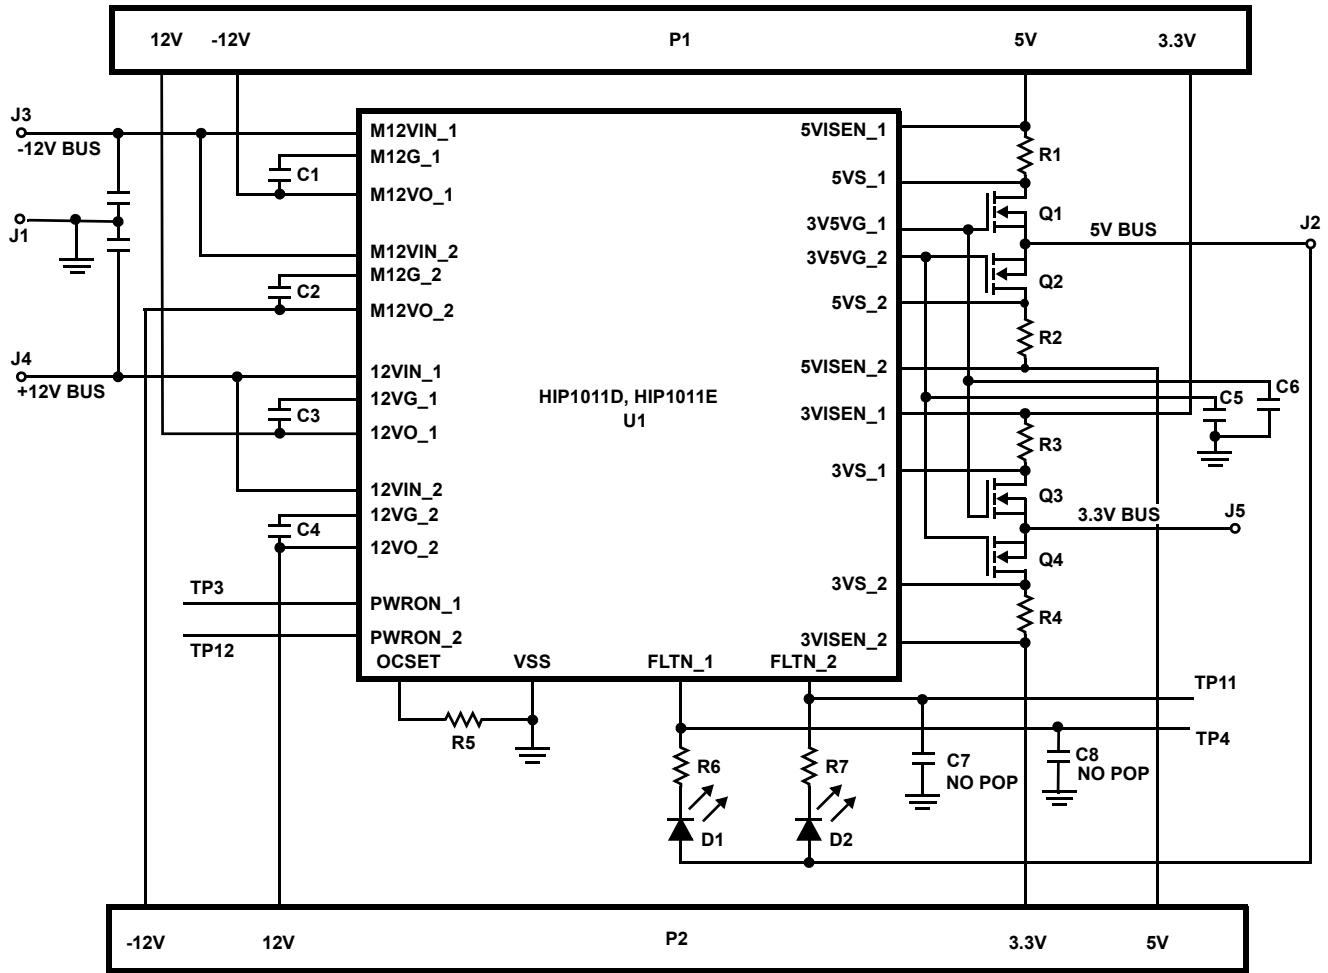 12V -12V P1 5V 3.3V
J3
-12V BUS
J1
J4
+12V BUS
C1
C2
C3
C4
TP3
TP12
M12VIN_1
M12G_1
M12VO_1
M12VIN_2
M12G_2
M12VO_2
12VIN_1
12VG_1
12VO_1
12VIN_2
12VG_2
12VO_2
PWRON_1
PWRON_2
OCSET VSS FLTN_1 FLTN_2
HIP1011D, HIP1011E
U1
5VISEN_1
5VS_1
3V5VG_1
3V5VG_2
5VS_2
5VISEN_2
3VISEN_1
3VS_1
3VS_2
3VISEN_2
R1
Q1
5V BUS
J2
Q2
R2
C6
C5
R3
Q3
3.3V BUS
J5
Q4
R4
TP11
TP4
R5
R6
R7
C7
NO POP
C8
NO POP
D1
D2
-12V 12V P2 3.3V 5V